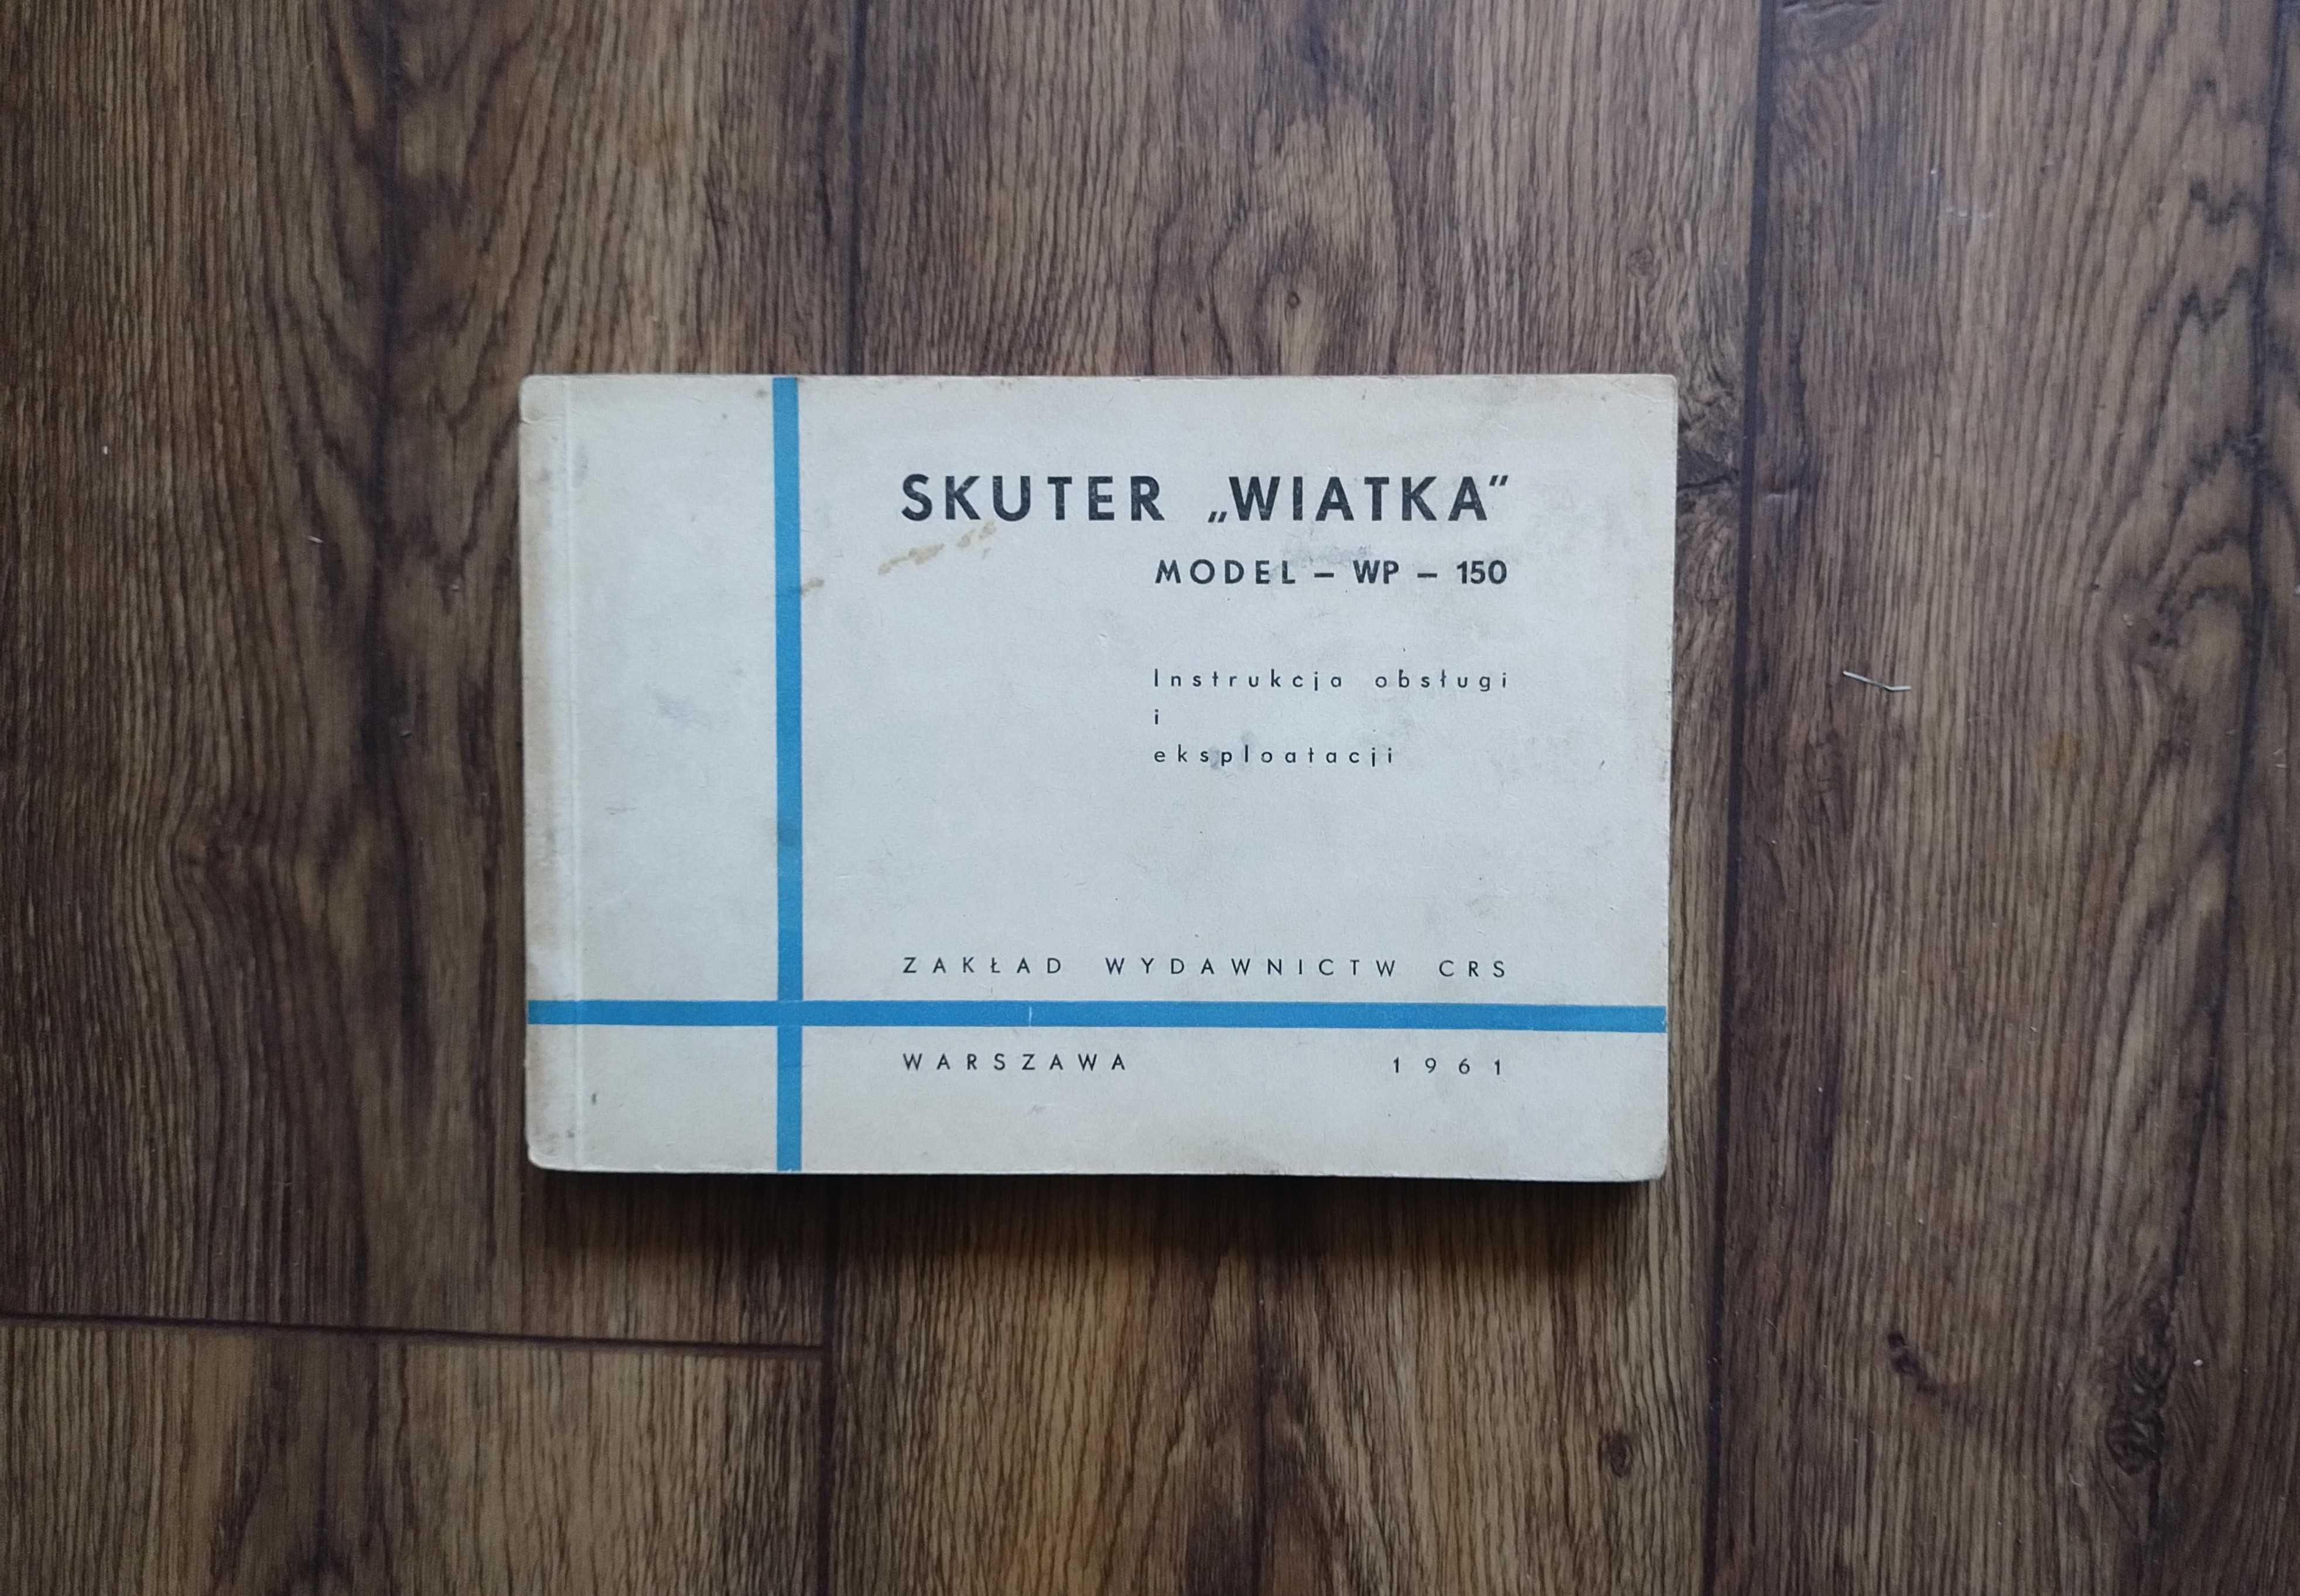 SKUTER „WIATKA”
MODEL – WP – 150
Instrukcja obsługi
i
eksploatacji
ZAKŁAD WYDAWNICTW CRS
WARSZAWA 1961